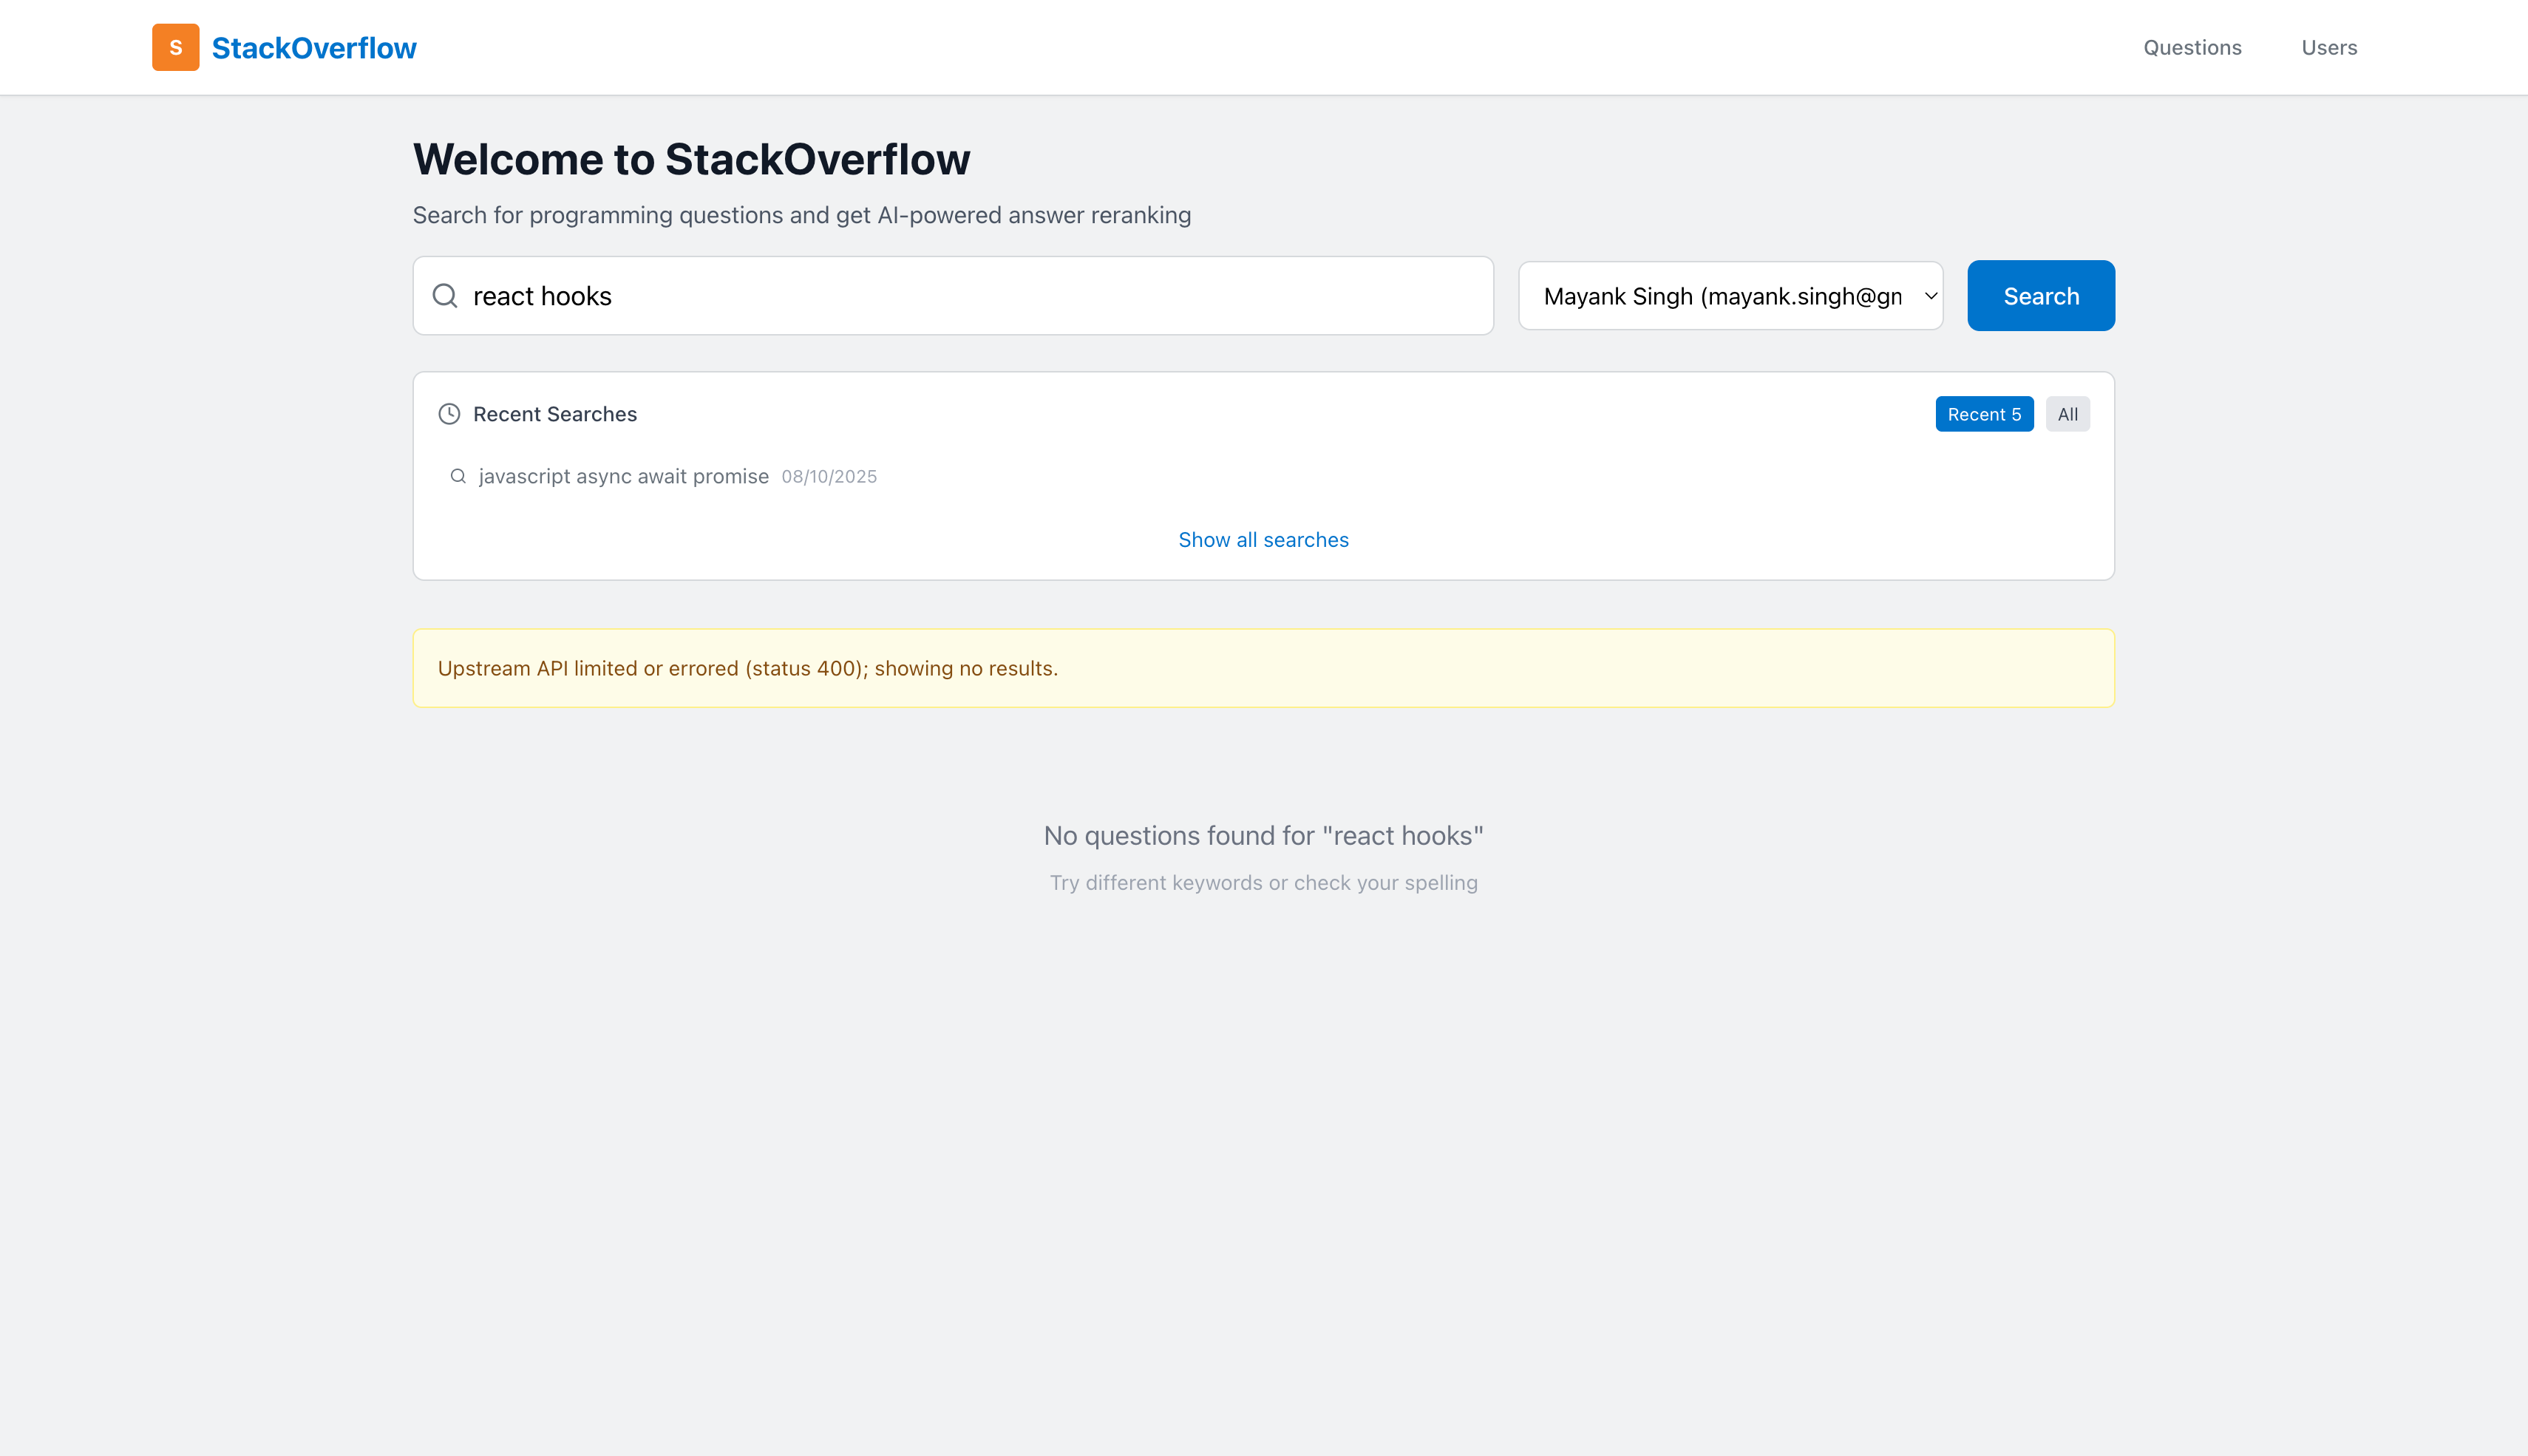 S StackOverflow Questions Users
Welcome to StackOverflow
Search for programming questions and get AI-powered answer reranking
react hooks Mayank Singh (mayank.singh@gm Search
Recent Searches Recent 5 All
javascript async await promise 08/10/2025
Show all searches
Upstream API limited or errored (status 400); showing no results.
No questions found for "react hooks"
Try different keywords or check your spelling